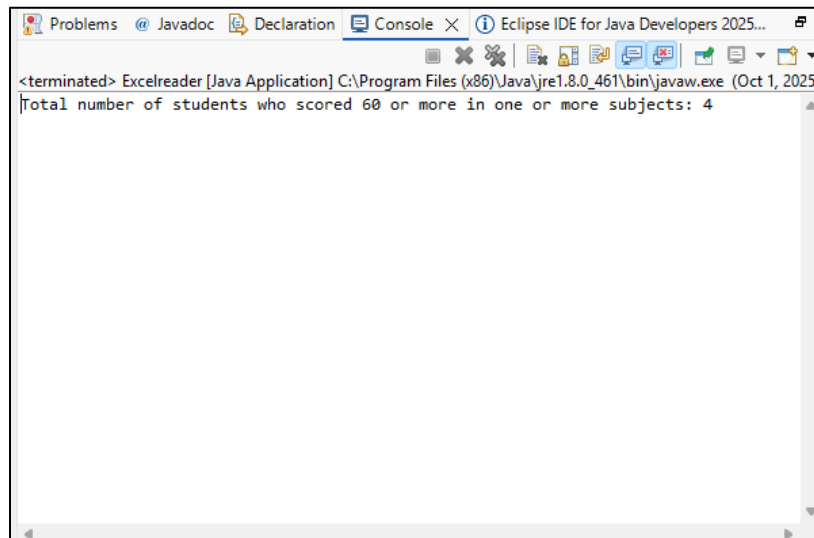 Problems @ Javadoc Declaration Console Eclipse IDE for Java Developers 2025...
<terminated> Excelreader [Java Application] C:\Program Files (x86)\Java\jre1.8.0_461\bin\javaw.exe (Oct 1, 2025
Total number of students who scored 60 or more in one or more subjects: 4